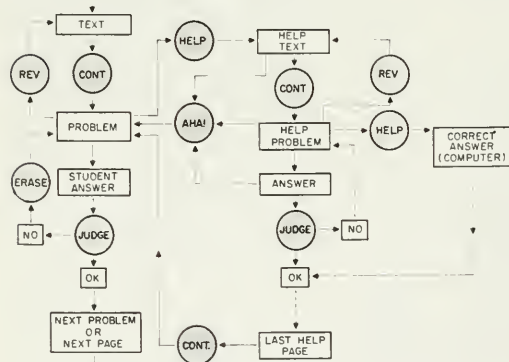 TEXT
HELP
HELP
TEXT
REV
CONT
CONT
REV
PROBLEM
AHA!
HELP
PROBLEM
HELP
CORRECT
ANSWER
(COMPUTER)
ERASE
STUDENT
ANSWER
ANSWER
NO
JUDGE
JUDGE
NO
OK
OK
NEXT PROBLEM
OR
NEXT PAGE
CONT.
LAST HELP
PAGE